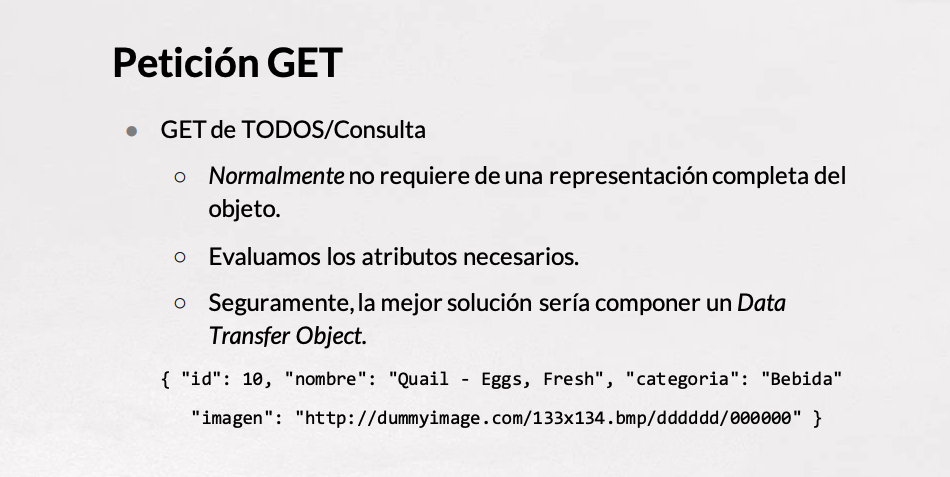 Petición GET
● GET de TODOS/Consulta
○ Normalmente no requiere de una representación completa del
objeto.
○ Evaluamos los atributos necesarios.
○ Seguramente, la mejor solución sería componer un Data
Transfer Object.
{ "id": 10, "nombre": "Quail - Eggs, Fresh", "categoria": "Bebida"
"imagen": "http://dummyimage.com/133x134.bmp/dddddd/000000" }